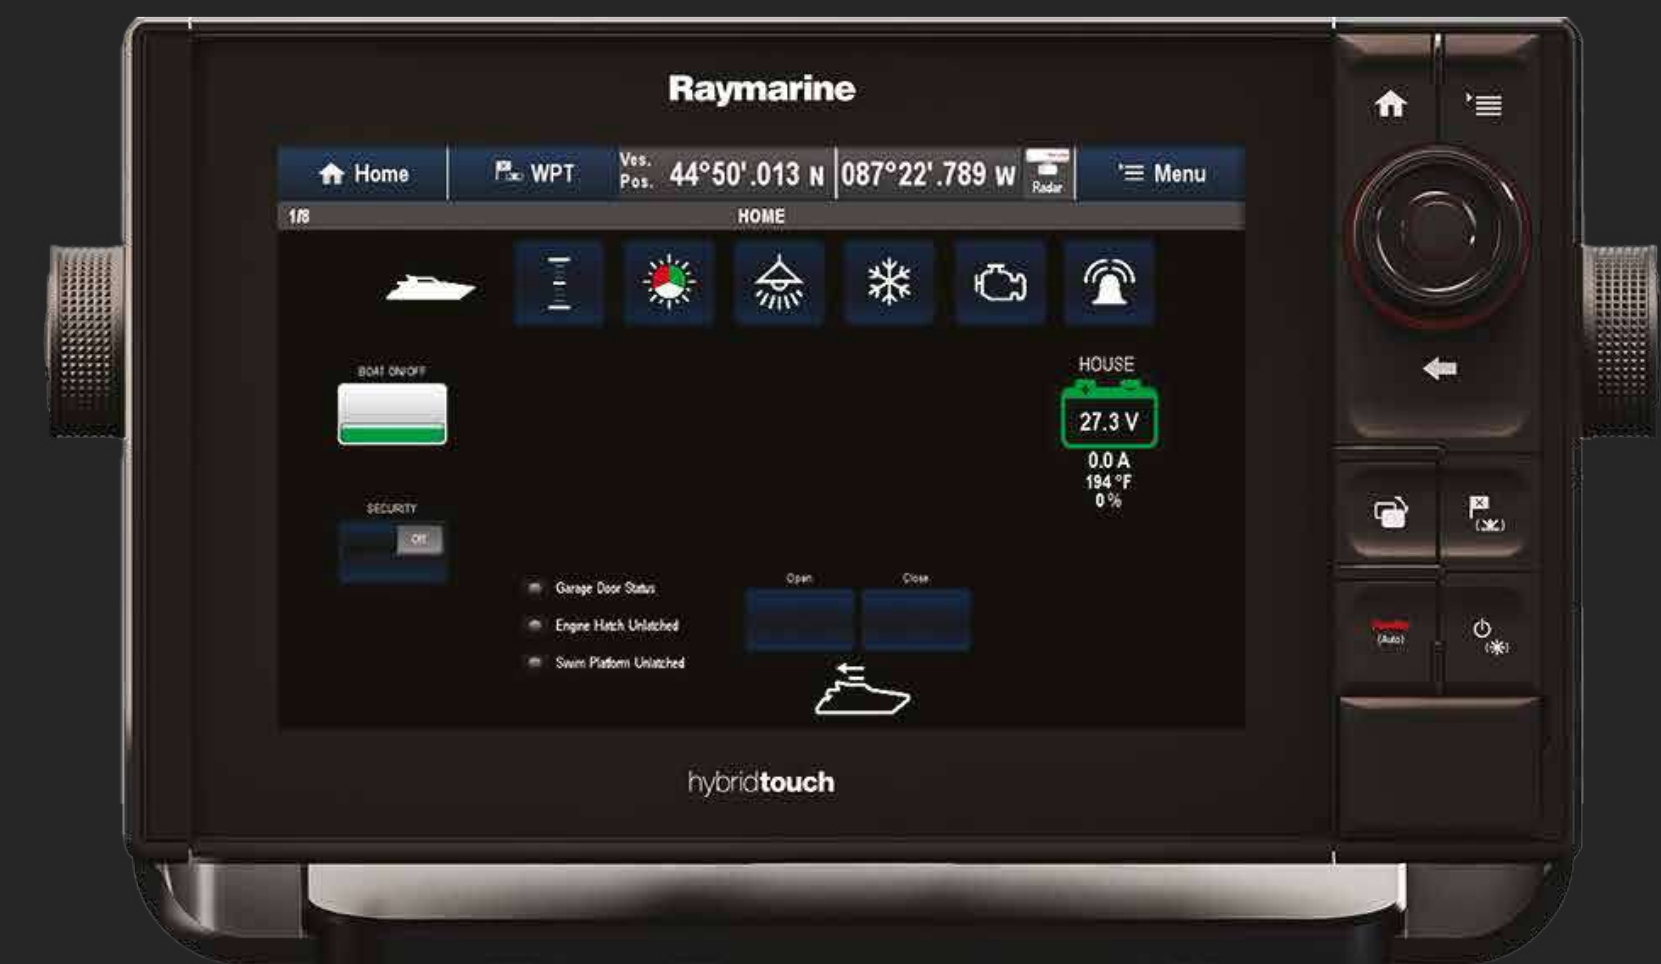 Raymarine
Home
WPT
Ves. Pos. 44°50'.013 N 087°22'.789 W
Radar
Menu
1/8
HOME
BOAT ON/OFF
HOUSE
27.3 V
0.0 A
194 °F
0 %
SECURITY
Off
Garage Door Status
Engine Hatch Unlatched
Swim Platform Unlatched
Open
Close
(Auto)
hybridtouch